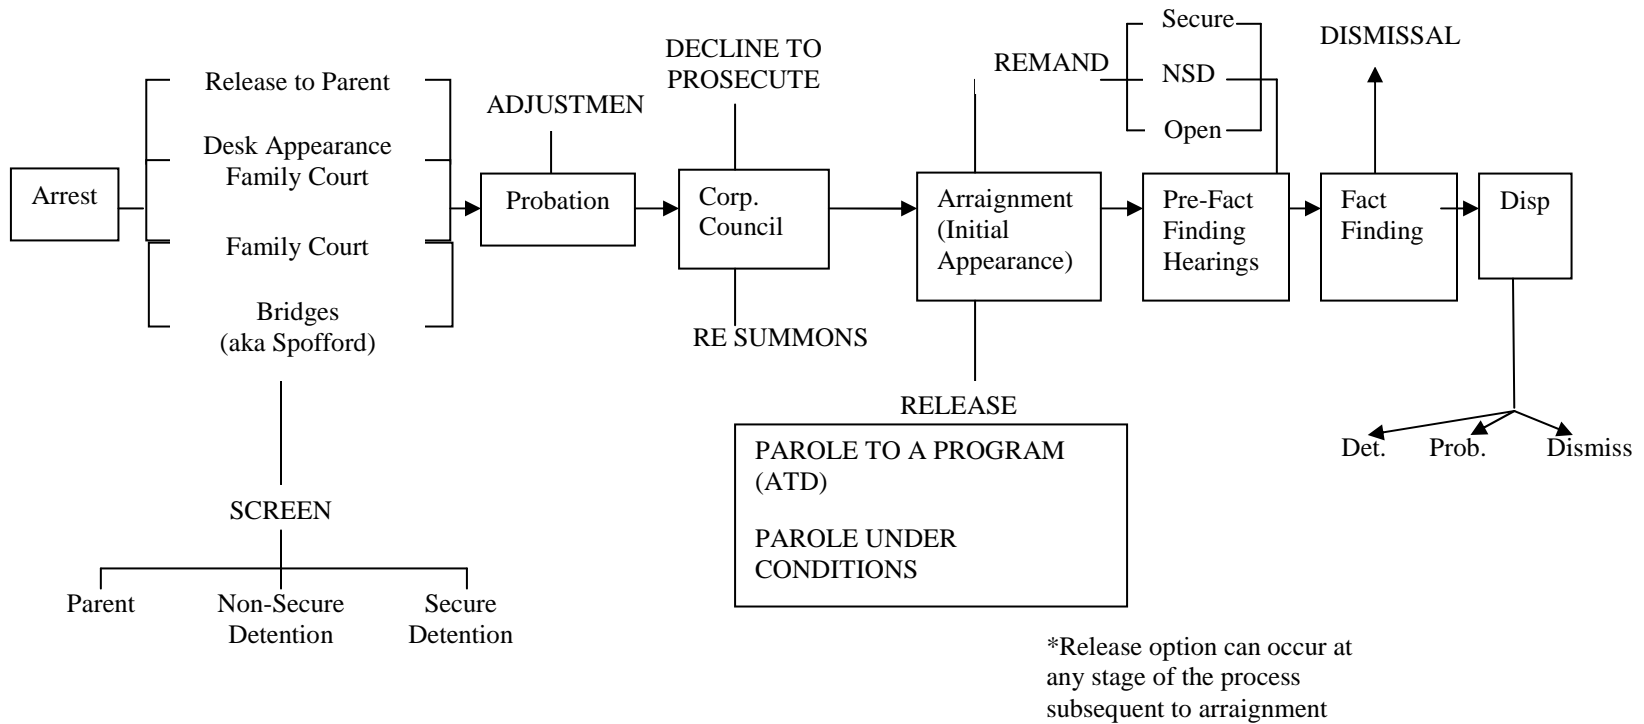 Arrest
Release to Parent
Desk Appearance
Family Court
Family Court
Bridges
(aka Spofford)
SCREEN
Parent
Non-Secure
Detention
Secure
Detention
ADJUSTMEN
Probation
DECLINE TO
PROSECUTE
Corp.
Council
RE SUMMONS
REMAND
Secure
NSD
Open
Arraignment
(Initial
Appearance)
RELEASE
PAROLE TO A PROGRAM
(ATD)
PAROLE UNDER
CONDITIONS
Pre-Fact
Finding
Hearings
DISMISSAL
Fact
Finding
Disp
Det.
Prob.
Dismiss
*Release option can occur at
any stage of the process
subsequent to arraignment